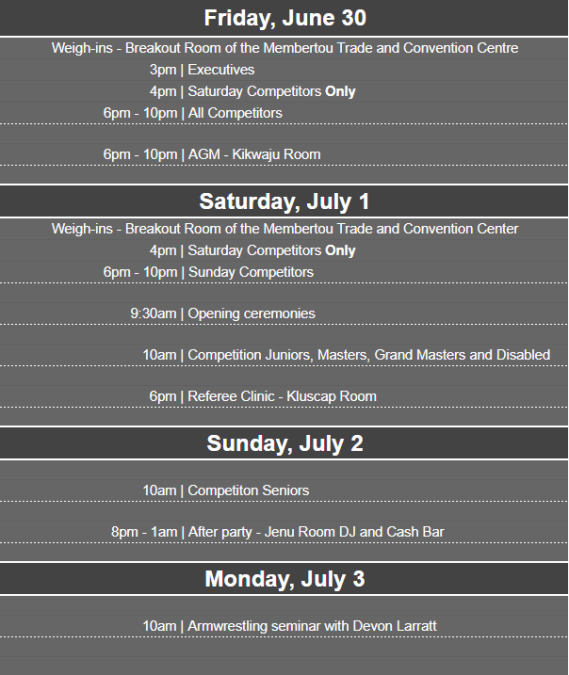 Friday, June 30
Weigh-ins - Breakout Room of the Membertou Trade and Convention Centre
3pm | Executives
4pm | Saturday Competitors Only
6pm - 10pm | All Competitors
6pm - 10pm | AGM - Kikwaju Room
Saturday, July 1
Weigh-ins - Breakout Room of the Membertou Trade and Convention Center
4pm | Saturday Competitors Only
6pm - 10pm | Sunday Competitors
9:30am | Opening ceremonies
10am | Competition Juniors, Masters, Grand Masters and Disabled
6pm | Referee Clinic - Kluscap Room
Sunday, July 2
10am | Competiton Seniors
8pm - 1am | After party - Jenu Room DJ and Cash Bar
Monday, July 3
10am | Armwrestling seminar with Devon Larratt